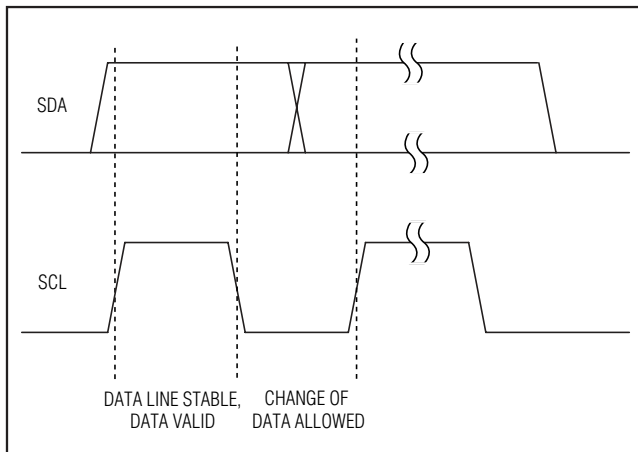 SDA
SCL
DATA LINE STABLE,
DATA VALID
CHANGE OF
DATA ALLOWED